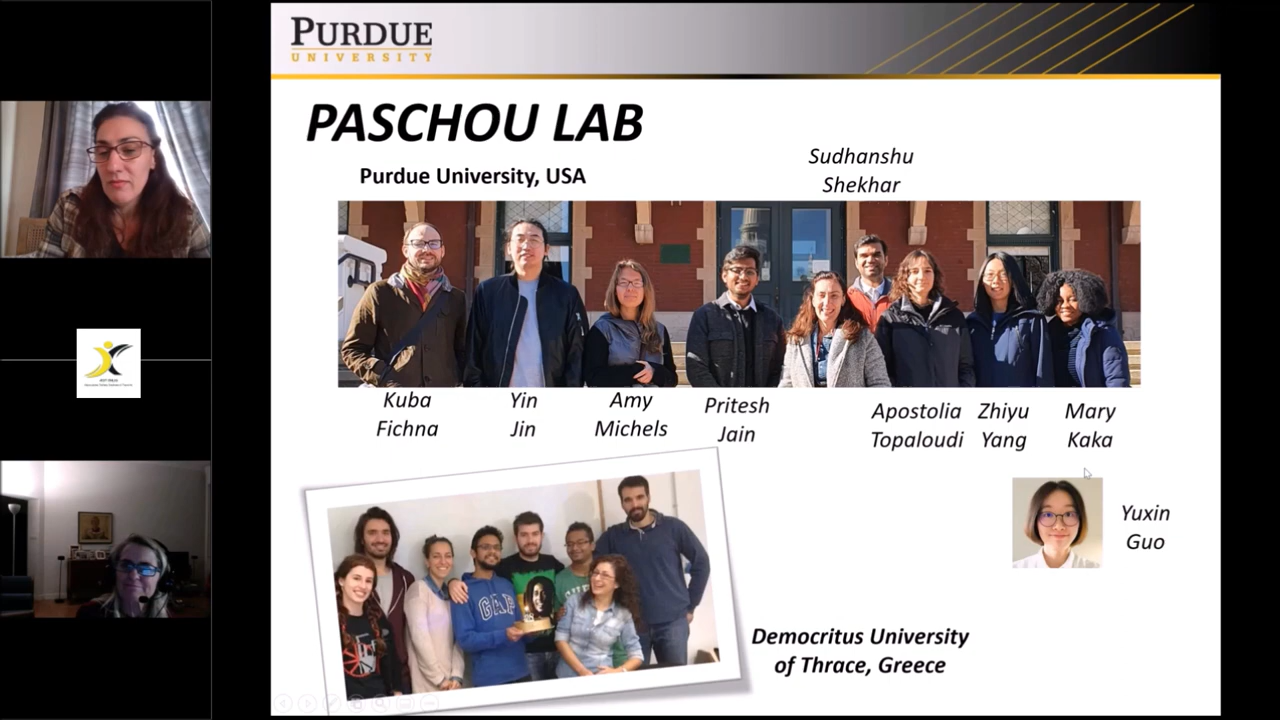 PURDUE
UNIVERSITY
PASCHOU LAB
Purdue University, USA
Sudhanshu
Shekhar
Kuba
Fichna
Yin
Jin
Amy
Michels
Pritesh
Jain
Apostolia
Topaloudi
Zhiyu
Yang
Mary
Kaka
Yuxin
Guo
GAP
Democritus University
of Thrace, Greece